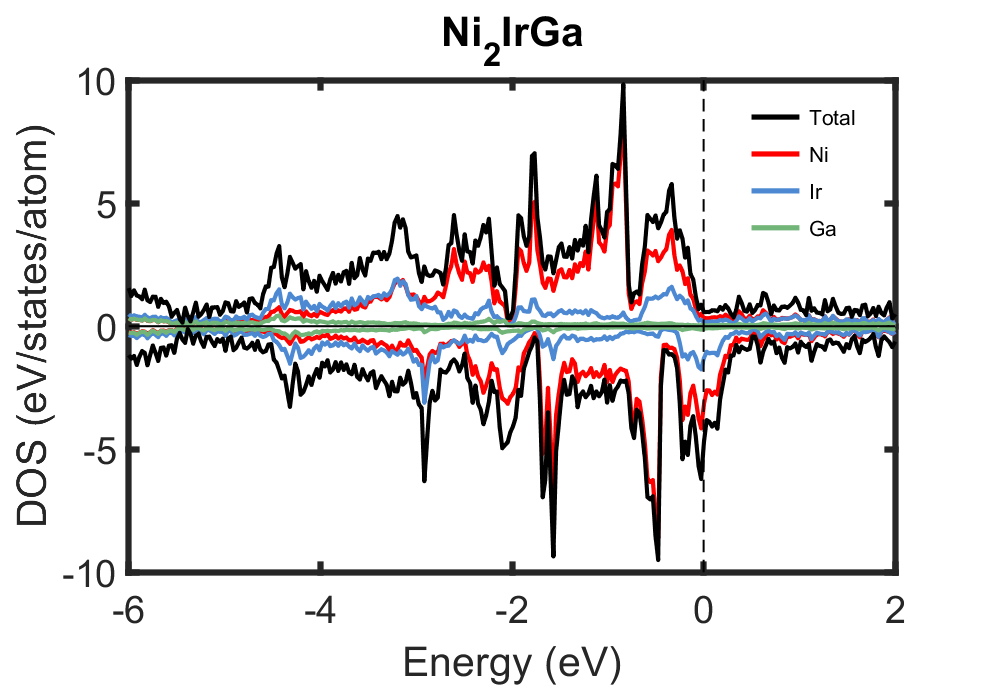 Ni2IrGa
DOS (eV/states/atom)
10
5
0
-5
-10
Total
Ni
Ir
Ga
-6 -4 -2 0 2
Energy (eV)